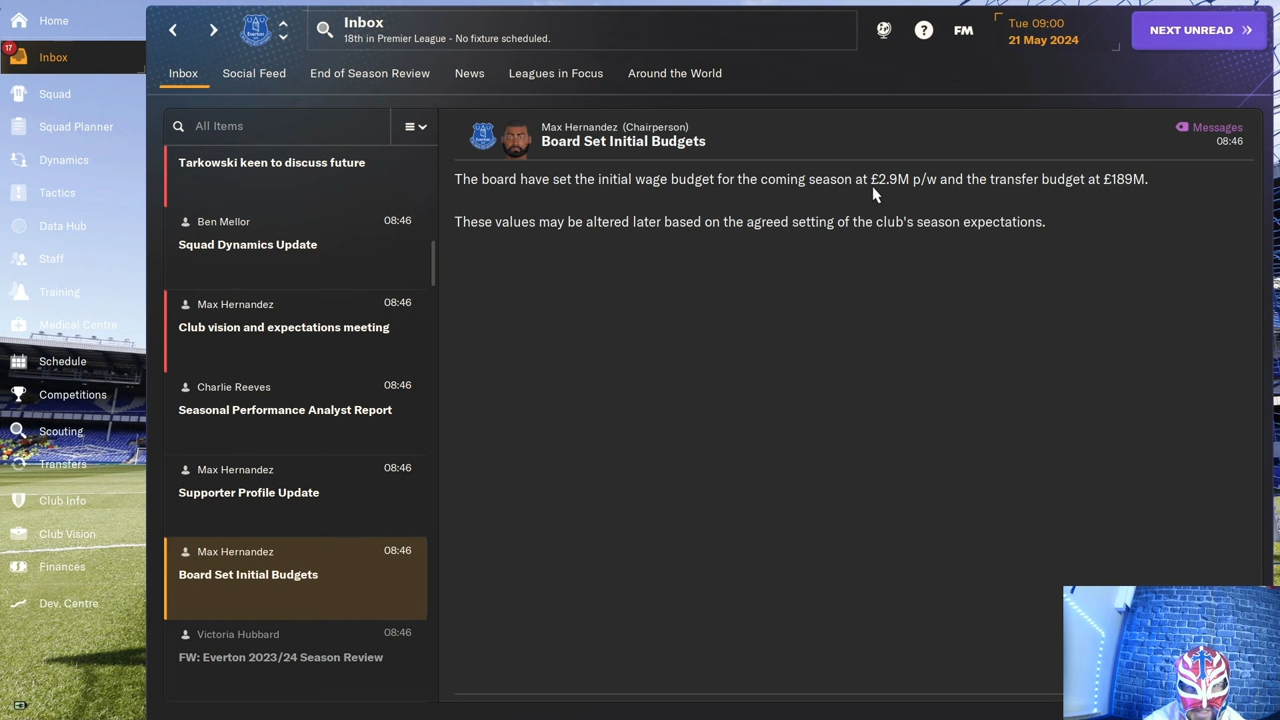 Home
17
Inbox
Squad
Squad Planner
Dynamics
Tactics
Data Hub
Staff
Training
Medical Centre
Schedule
Competitions
Scouting
Transfers
Club Info
Club Vision
Finances
Dev. Centre
Everton
Inbox
18th in Premier League - No fixture scheduled.
?
FM
Tue 09:00
21 May 2024
NEXT UNREAD
Inbox
Social Feed
End of Season Review
News
Leagues in Focus
Around the World
All Items
Tarkowski keen to discuss future
Ben Mellor
08:46
Squad Dynamics Update
Max Hernandez
08:46
Club vision and expectations meeting
Charlie Reeves
08:46
Seasonal Performance Analyst Report
Max Hernandez
08:46
Supporter Profile Update
Max Hernandez
08:46
Board Set Initial Budgets
Victoria Hubbard
08:46
FW: Everton 2023/24 Season Review
Max Hernandez (Chairperson)
Board Set Initial Budgets
Messages
08:46
The board have set the initial wage budget for the coming season at £2.9M p/w and the transfer budget at £189M.
These values may be altered later based on the agreed setting of the club's season expectations.